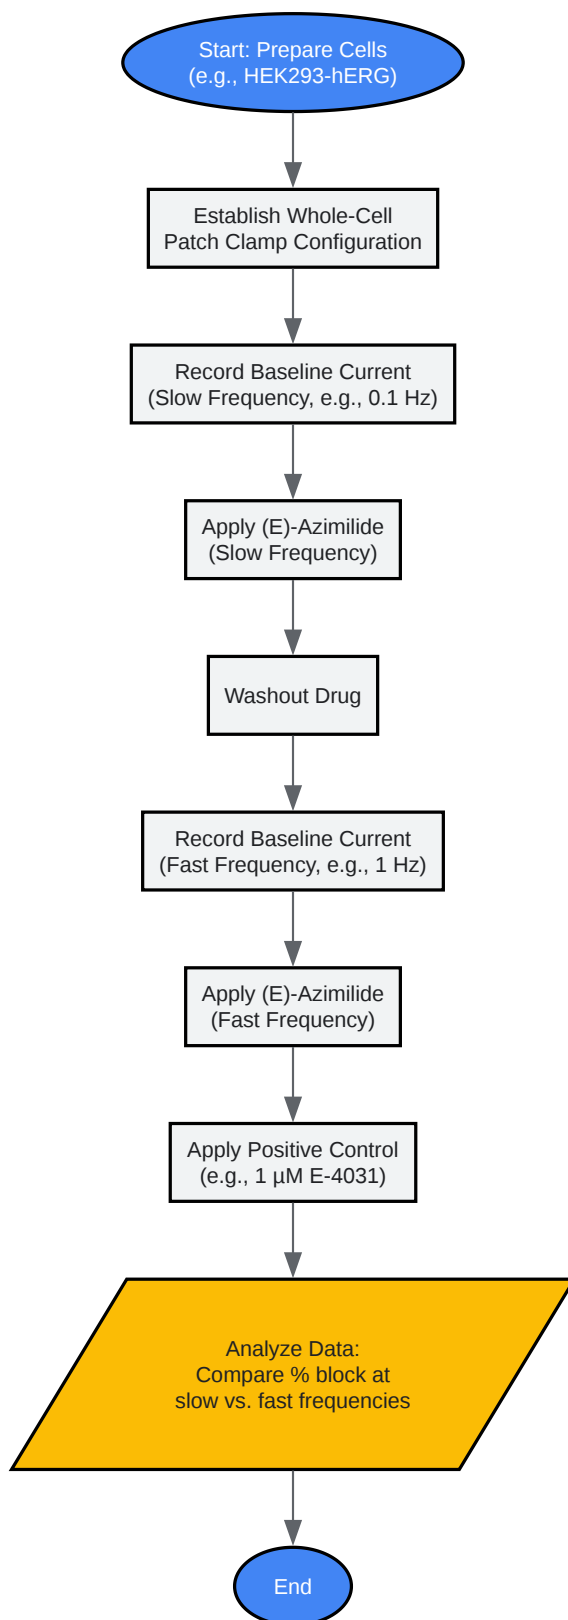 Start: Prepare Cells
(e.g., HEK293-hERG)
Establish Whole-Cell
Patch Clamp Configuration
Record Baseline Current
(Slow Frequency, e.g., 0.1 Hz)
Apply (E)-Azimilide
(Slow Frequency)
Washout Drug
Record Baseline Current
(Fast Frequency, e.g., 1 Hz)
Apply (E)-Azimilide
(Fast Frequency)
Apply Positive Control
(e.g., 1 µM E-4031)
Analyze Data:
Compare % block at
slow vs. fast frequencies
End